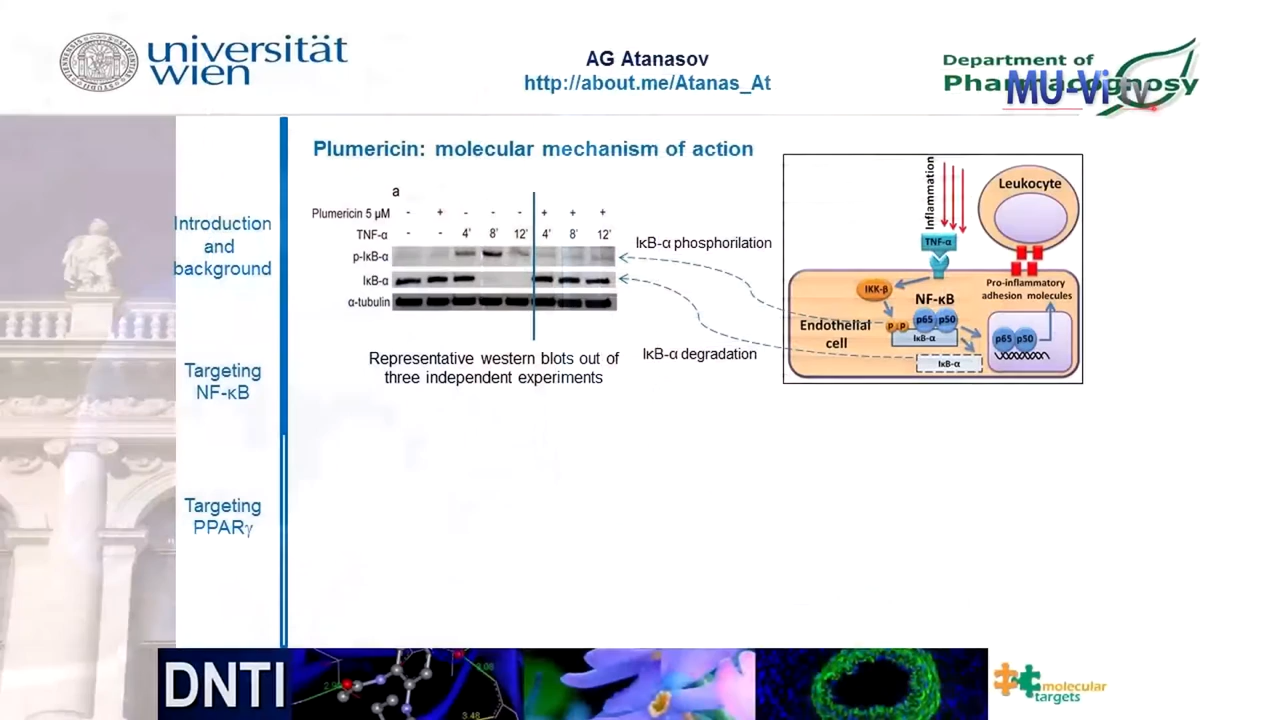 universität
wien
AG Atanasov
http://about.me/Atanas_At
Department of
Pharmacognosy
MU-Vi tv
Introduction
and
background
Targeting
NF-κB
Targeting
PPARγ
Plumericin: molecular mechanism of action
a
Plumericin 5 µM - + - - - + + +
TNF-α - - 4' 8' 12' 4' 8' 12'
p-IκB-α
IκB-α
α-tubulin
Representative western blots out of
three independent experiments
IκB-α phosphorilation
IκB-α degradation
Inflammation
TNF-α
Leukocyte
Pro-inflammatory
adhesion molecules
IKK-β
NF-κB
p65 p50
P P
IκB-α
Endothelial
cell
IκB-α
p65 p50
DNTI
3.48
molecular
targets